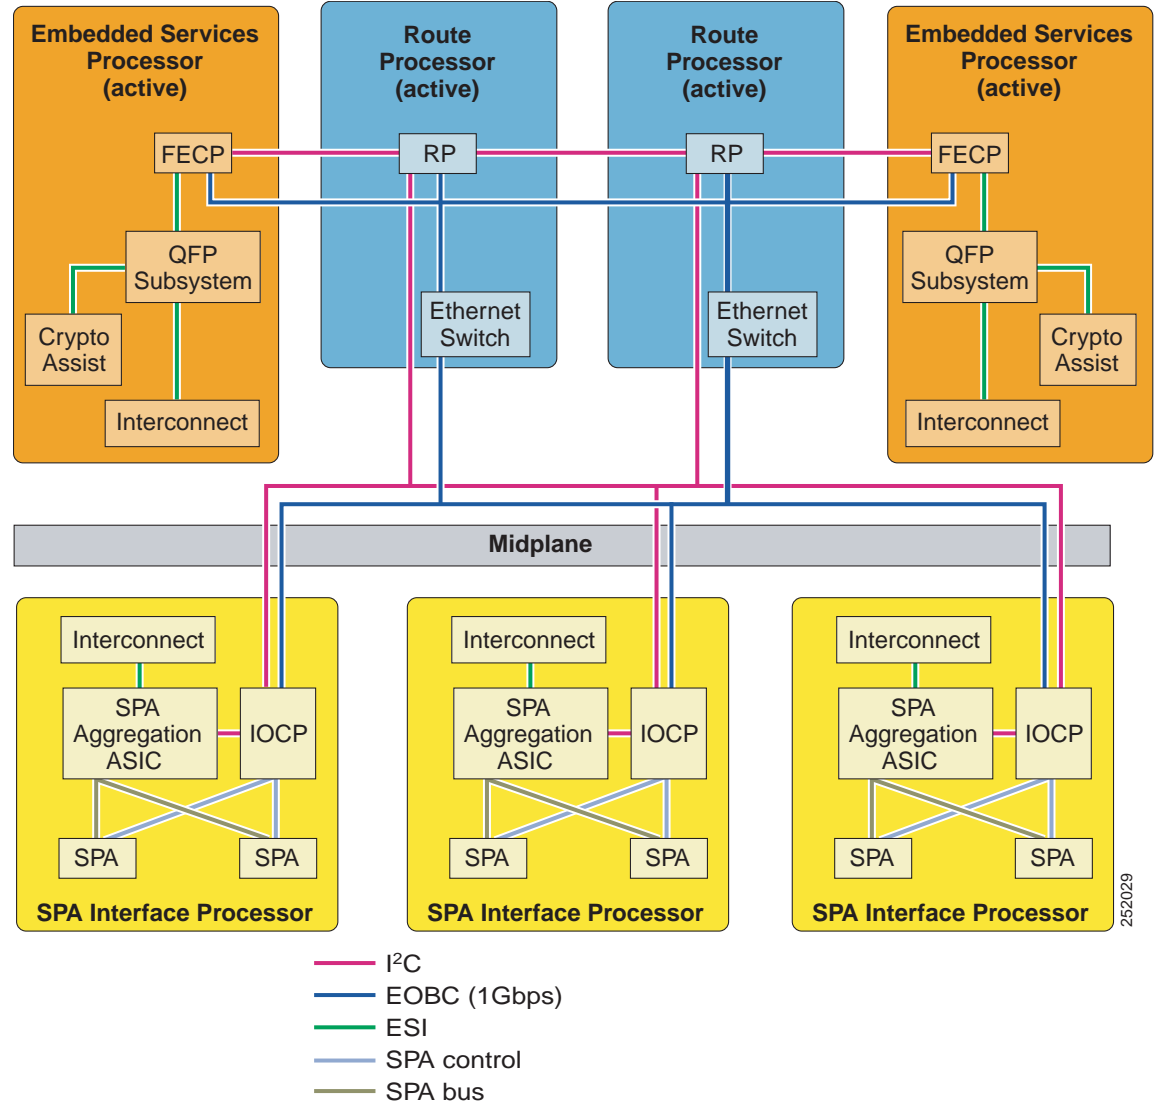 Embedded Services
Processor
(active)
Route
Processor
(active)
Route
Processor
(active)
Embedded Services
Processor
(active)
FECP
RP
RP
FECP
QFP
Subsystem
QFP
Subsystem
Ethernet
Switch
Ethernet
Switch
Crypto
Assist
Crypto
Assist
Interconnect
Interconnect
Midplane
Interconnect
SPA
Aggregation
ASIC
IOCP
SPA
SPA
SPA Interface Processor
Interconnect
SPA
Aggregation
ASIC
IOCP
SPA
SPA
SPA Interface Processor
Interconnect
SPA
Aggregation
ASIC
IOCP
SPA
SPA
SPA Interface Processor
252029
I²C
EOBC (1Gbps)
ESI
SPA control
SPA bus